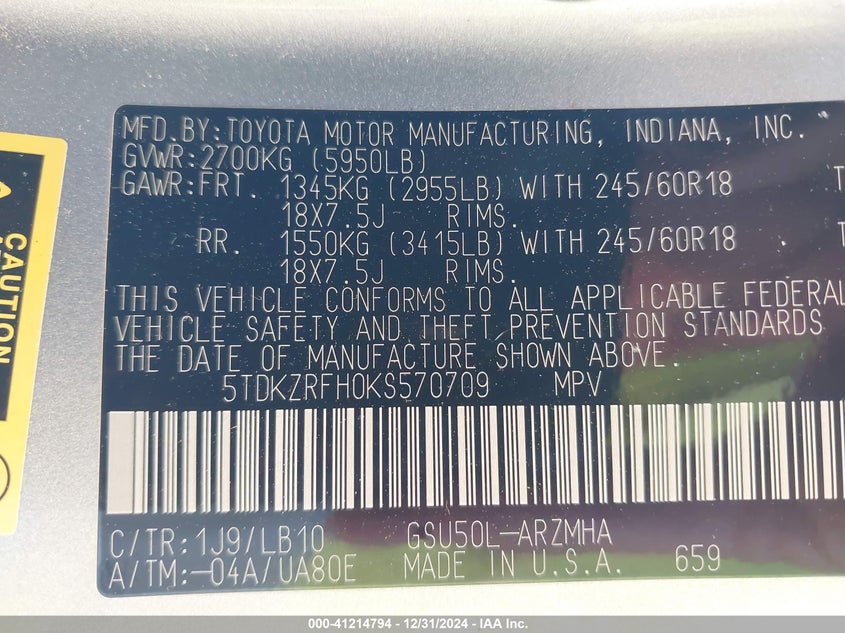 MFD.BY:TOYOTA MOTOR MANUFACTURING, INDIANA, INC.
GVWR:2700KG (5950LB)
GAWR:FRT. 1345KG (2955LB) WITH 245/60R18 T
18X7.5J RIMS.
RR. 1550KG (3415LB) WITH 245/60R18 T
18X7.5J RIMS.
THIS VEHICLE CONFORMS TO ALL APPLICABLE FEDERAL
VEHICLE SAFETY AND THEFT PREVENTION STANDARDS
THE DATE OF MANUFACTURE SHOWN ABOVE.
5TDKZRFH0KS570709 MPV
C/TR:1J9/LB10 GSU50L-ARZMHA
A/TM:-04A/UA80E MADE IN U.S.A. 659
CAUTION
000-41214794 - 12/31/2024 - IAA Inc.